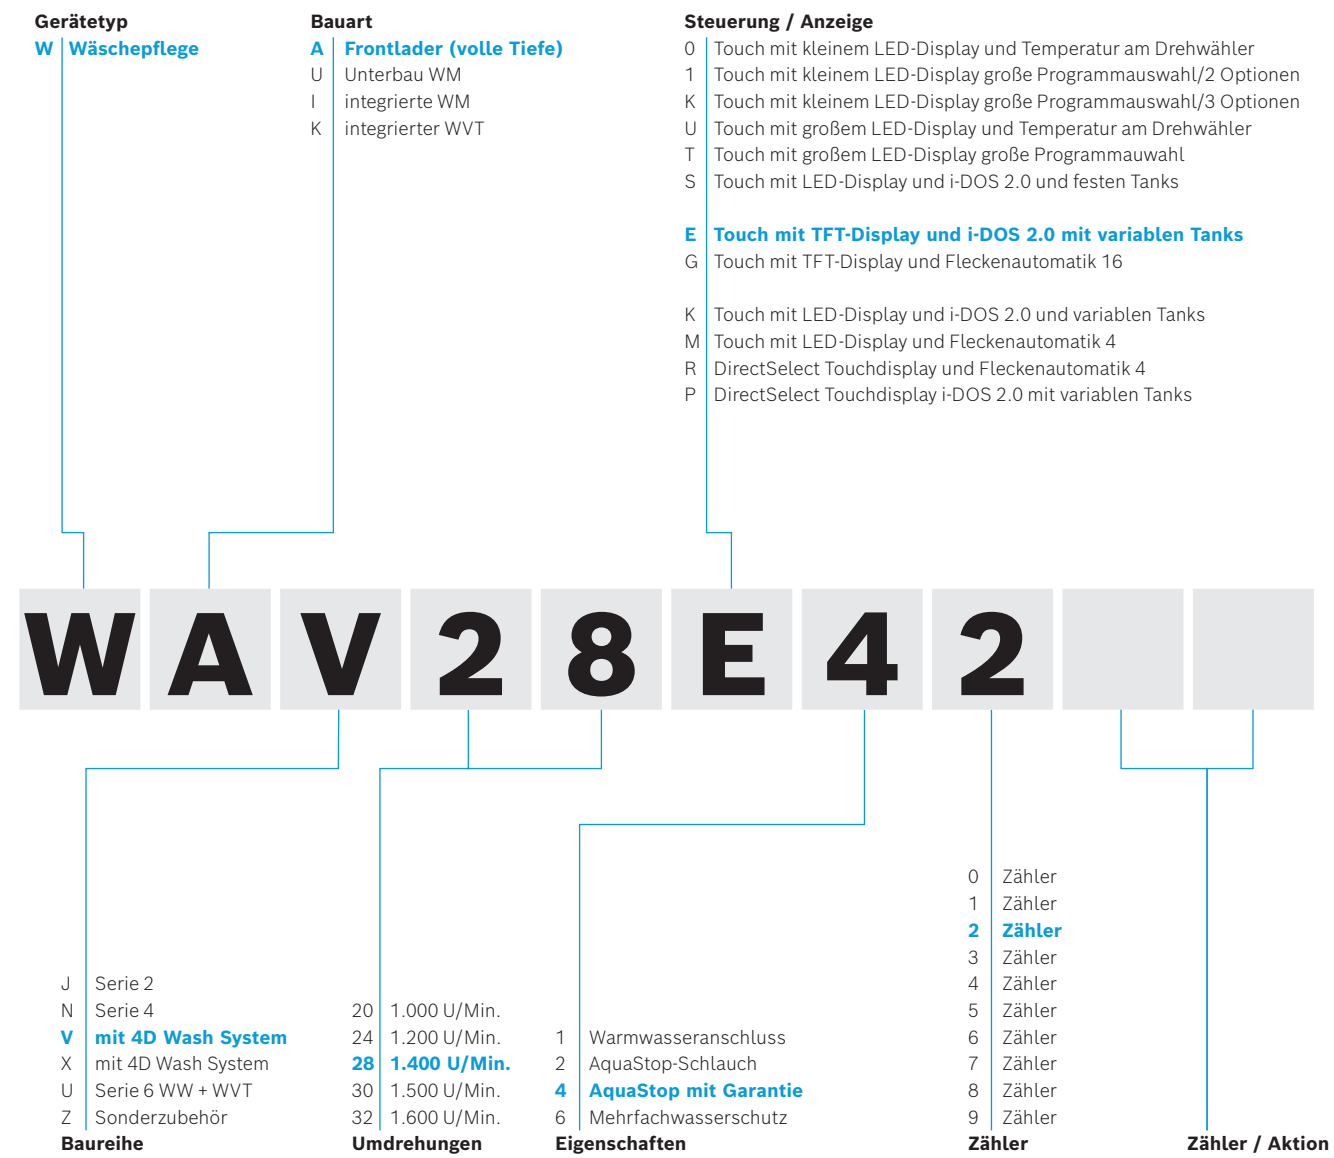 Gerätetyp
W Wäschepflege
Bauart
A Frontlader (volle Tiefe)
U Unterbau WM
I integrierte WM
K integrierter WVT
Steuerung / Anzeige
0 Touch mit kleinem LED-Display und Temperatur am Drehwähler
1 Touch mit kleinem LED-Display große Programmauswahl/2 Optionen
K Touch mit kleinem LED-Display große Programmauswahl/3 Optionen
U Touch mit großem LED-Display und Temperatur am Drehwähler
T Touch mit großem LED-Display große Programmauwahl
S Touch mit LED-Display und i-DOS 2.0 und festen Tanks
E Touch mit TFT-Display und i-DOS 2.0 mit variablen Tanks
G Touch mit TFT-Display und Fleckenautomatik 16
K Touch mit LED-Display und i-DOS 2.0 und variablen Tanks
M Touch mit LED-Display und Fleckenautomatik 4
R DirectSelect Touchdisplay und Fleckenautomatik 4
P DirectSelect Touchdisplay i-DOS 2.0 mit variablen Tanks
W A V 2 8 E 4 2
J Serie 2
N Serie 4
V mit 4D Wash System
X mit 4D Wash System
U Serie 6 WW + WVT
Z Sonderzubehör
Baureihe
20 1.000 U/Min.
24 1.200 U/Min.
28 1.400 U/Min.
30 1.500 U/Min.
32 1.600 U/Min.
Umdrehungen
1 Warmwasseranschluss
2 AquaStop-Schlauch
4 AquaStop mit Garantie
6 Mehrfachwasserschutz
Eigenschaften
0 Zähler
1 Zähler
2 Zähler
3 Zähler
4 Zähler
5 Zähler
6 Zähler
7 Zähler
8 Zähler
9 Zähler
Zähler
Zähler / Aktion